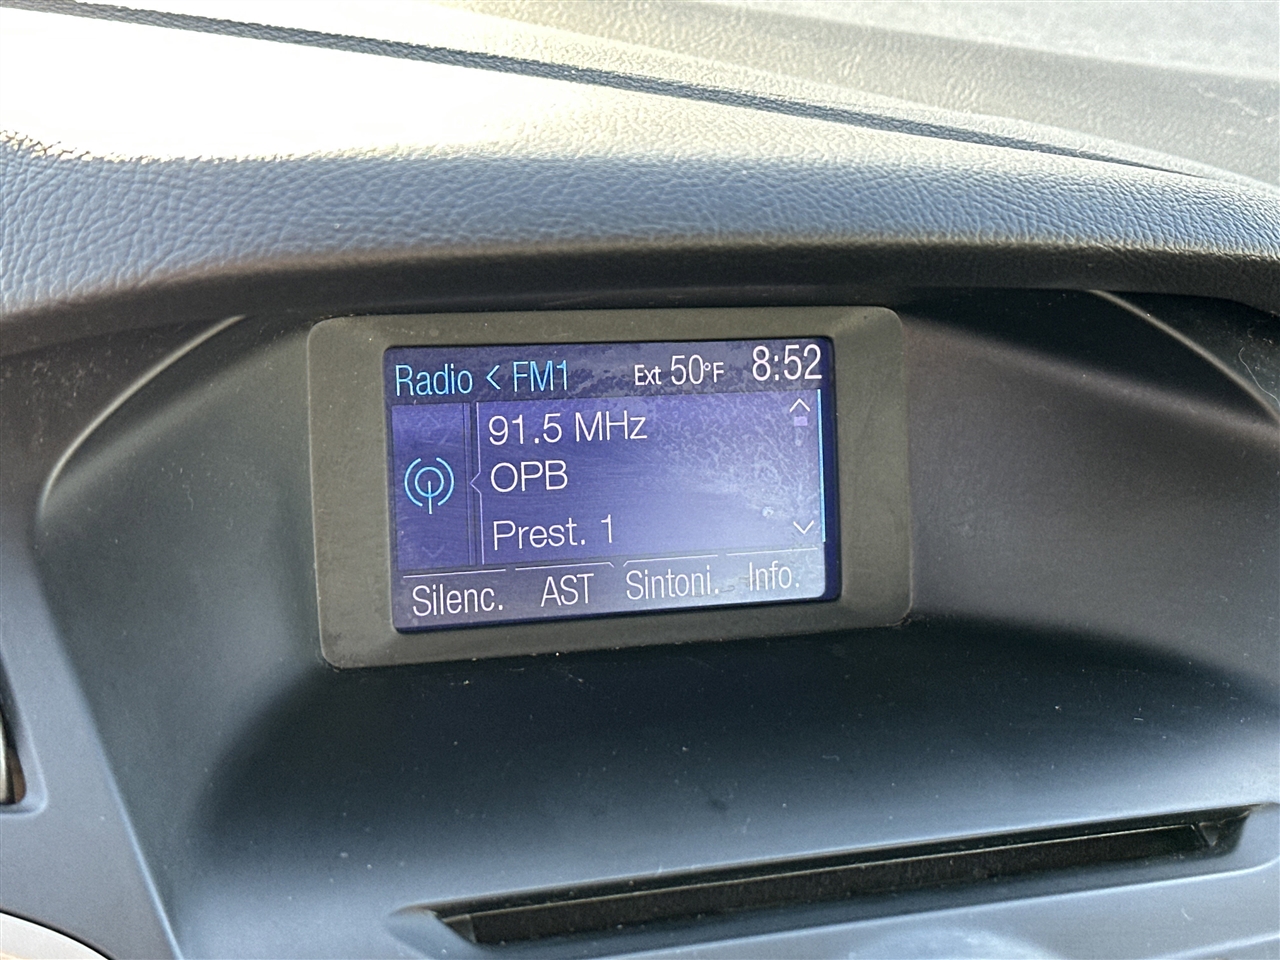 Radio < FM1 Ext 50°F 8:52
91.5 MHz
OPB
Prest. 1
Silenc. AST Sintoni. Info.